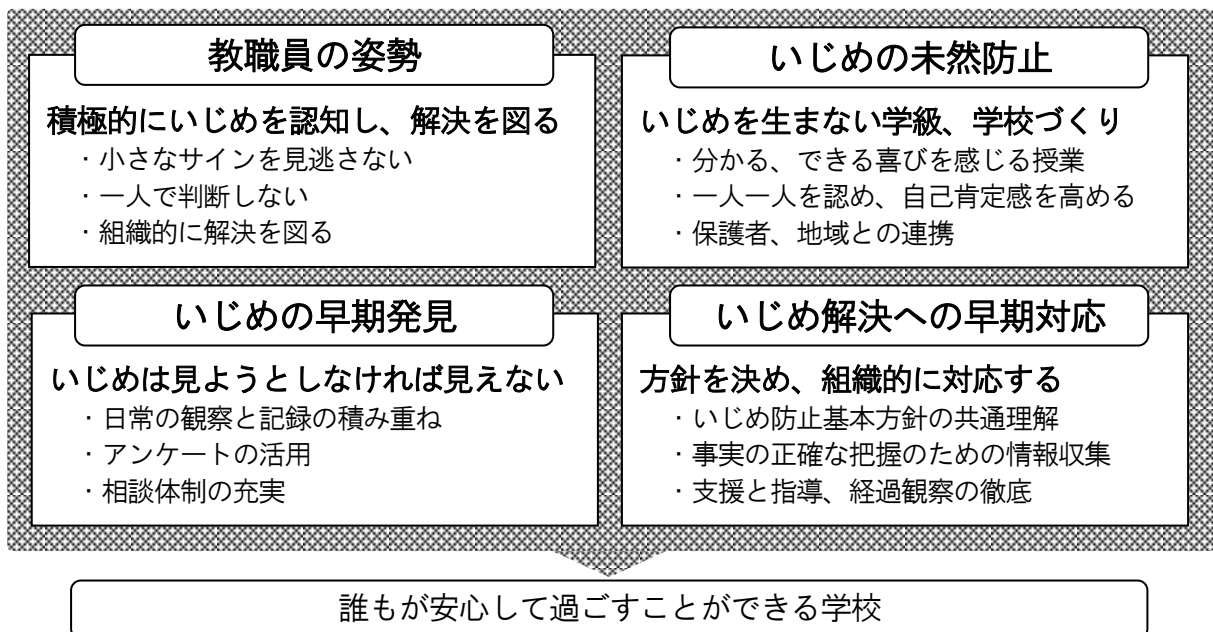 教職員の姿勢
積極的にいじめを認知し、解決を図る
・小さなサインを見逃さない
・一人で判断しない
・組織的に解決を図る
いじめの未然防止
いじめを生まない学級、学校づくり
・分かる、できる喜びを感じる授業
・一人一人を認め、自己肯定感を高める
・保護者、地域との連携
いじめの早期発見
いじめは見ようとしなければ見えない
・日常の観察と記録の積み重ね
・アンケートの活用
・相談体制の充実
いじめ解決への早期対応
方針を決め、組織的に対応する
・いじめ防止基本方針の共通理解
・事実の正確な把握のための情報収集
・支援と指導、経過観察の徹底
誰もが安心して過ごすことができる学校